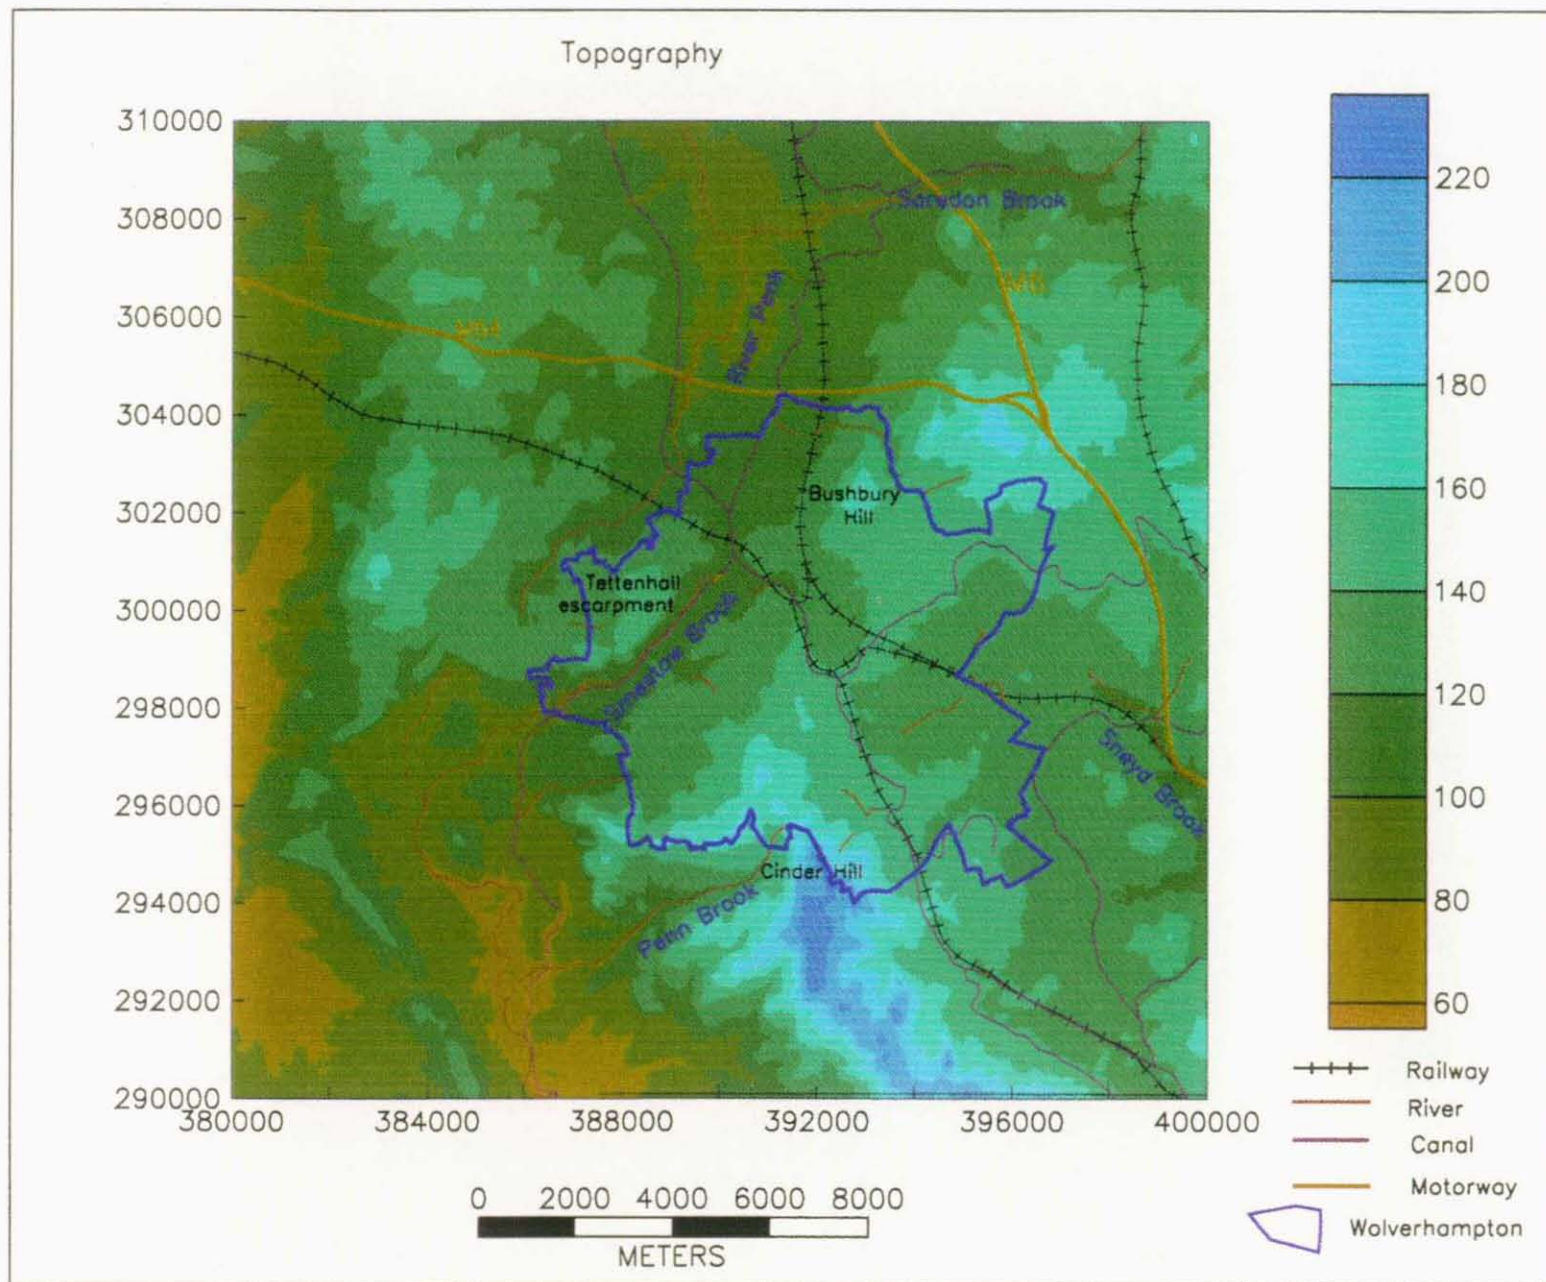 Topography
310000
308000
306000
304000
302000
300000
298000
296000
294000
292000
290000
380000
384000
388000
392000
396000
400000
Saredon Brook
M6
River Penk
M54
Bushbury
Hill
Tettenhall
escarpment
Smestow Brook
Sneyd Brook
Cinder Hill
Penn Brook
220
200
180
160
140
120
100
80
60
Railway
River
Canal
Motorway
Wolverhampton
0 2000 4000 6000 8000
METERS